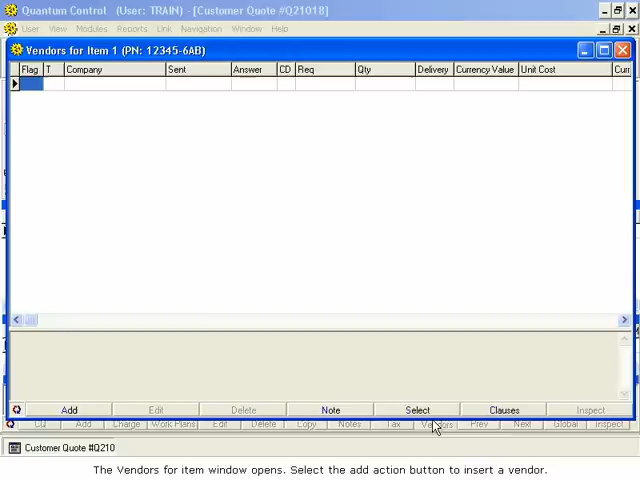 Quantum Control (User: TRAIN) - [Customer Quote #Q21018]
User View Modules Reports Link Navigation Window Help
Vendors for Item 1 (PN: 12345-6AB)
Flag T Company Sent Answer CD Req Qty Delivery Currency Value Unit Cost Curr
Add Edit Delete Note Select Clauses Inspect
CQ Add Charge Work Plans Edit Delete Copy Notes Tax Vendors Prev Next Global Inspect
Customer Quote #Q210
The Vendors for item window opens. Select the add action button to insert a vendor.